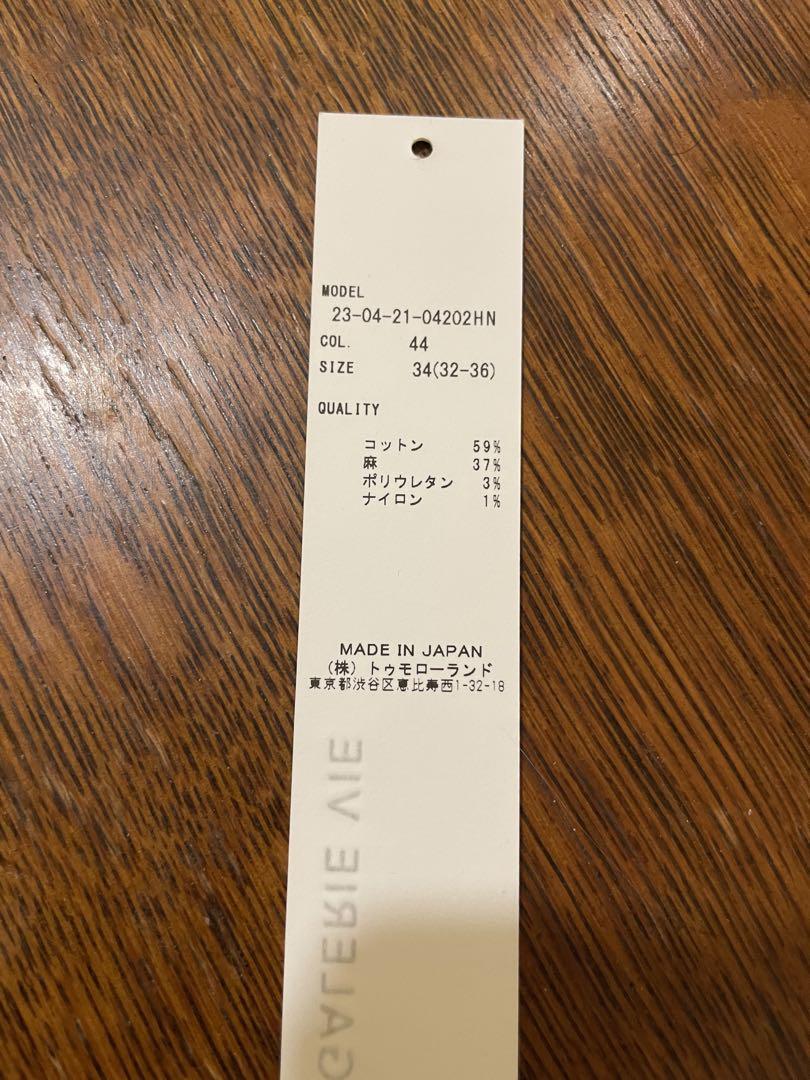 MODEL
23-04-21-04202HN
COL. 44
SIZE 34(32-36)
QUALITY
コットン 59%
麻 37%
ポリウレタン 3%
ナイロン 1%
MADE IN JAPAN
(株) トゥモローランド
東京都渋谷区恵比寿西1-32-18
GALERIE VIE